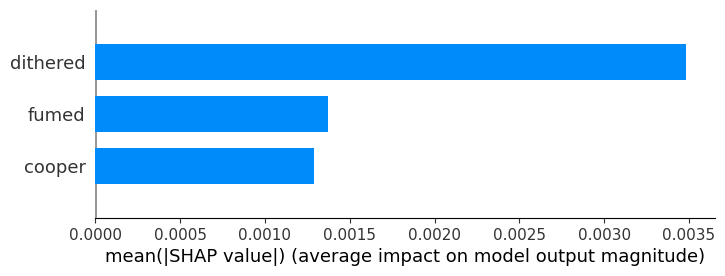 dithered
fumed
cooper
0.0000 0.0005 0.0010 0.0015 0.0020 0.0025 0.0030 0.0035
mean(|SHAP value|) (average impact on model output magnitude)